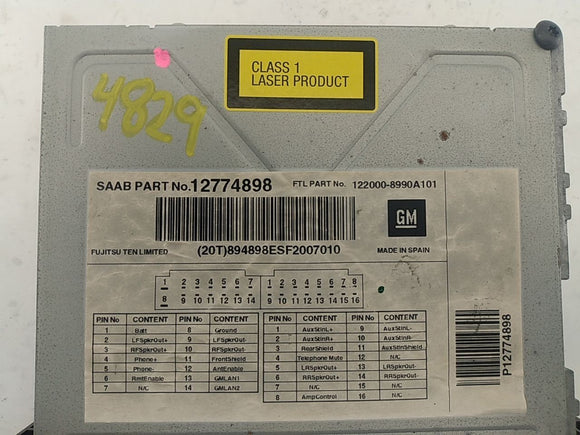 CLASS 1
LASER PRODUCT
4829
SAAB PART No. 12774898 FTL PART No. 122000-8990A101
GM
FUJITSU TEN LIMITED (20T)894898ESF2007010 MADE IN SPAIN
1 2 3 4 5 6 7 1 2 3 4 5 6 7 8
8 9 10 11 12 13 14 9 10 11 12 13 14 15 16
PIN No CONTENT PIN No CONTENT
1 Batt 8 Ground
2 LFSpkrOut+ 9 LFSpkrOut-
3 RFSpkrOut+ 10 RFSpkrOut-
4 Phone+ 11 FrontShield
5 Phone- 12 AntEnable
6 RmtEnable 13 GMLAN1
7 N/C 14 GMLAN2
PIN No CONTENT PIN No CONTENT
1 AuxStInL+ 9 AuxStInL-
2 AuxStInR+ 10 AuxStInR-
3 RearShield 11 AuxStInShield
4 Telephone Mute 12 N/C
5 LRSpkrOut+ 13 LRSpkrOut-
6 RRSpkrOut+ 14 RRSpkrOut-
7 N/C 15 N/C
8 AmpControl 16 N/C
P12774898